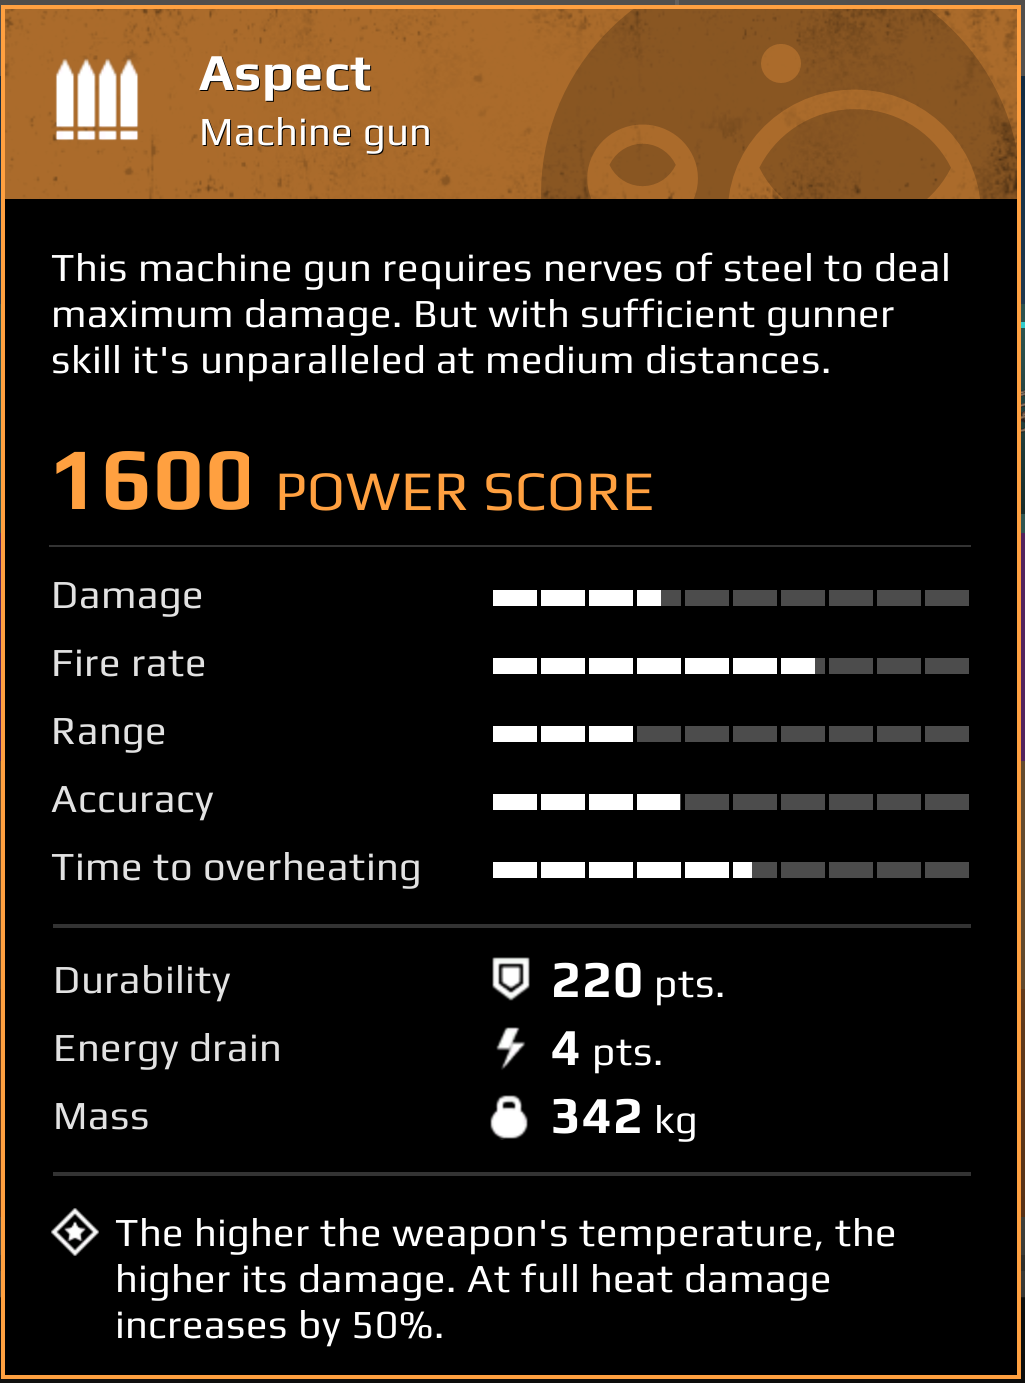 Aspect
Machine gun
This machine gun requires nerves of steel to deal
maximum damage. But with sufficient gunner
skill it's unparalleled at medium distances.
1600 POWER SCORE
Damage
Fire rate
Range
Accuracy
Time to overheating
Durability 220 pts.
Energy drain 4 pts.
Mass 342 kg
The higher the weapon's temperature, the
higher its damage. At full heat damage
increases by 50%.